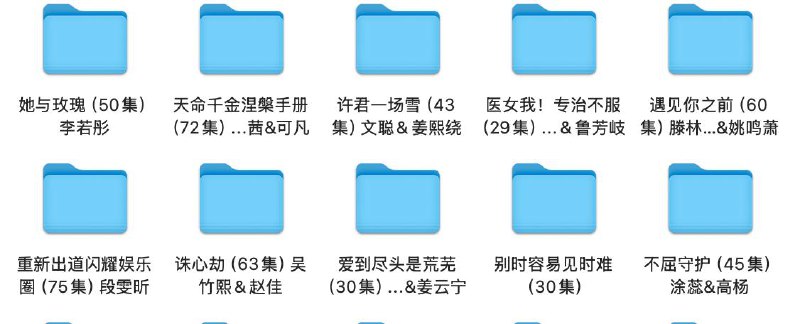 她与玫瑰 (50集)
李若彤
天命千金涅槃手册
(72集) ...茜&可凡
许君一场雪 (43
集) 文聪&姜熙绕
医女我！专治不服
(29集) ...&鲁芳岐
遇见你之前 (60
集) 滕林...&姚鸣萧
重新出道闪耀娱乐
圈 (75集) 段雯昕
诛心劫 (63集) 吴
竹熙&赵佳
爱到尽头是荒芜
(30集) ...&姜云宁
别时容易见时难
(30集)
不屈守护 (45集)
涂蕊&高杨